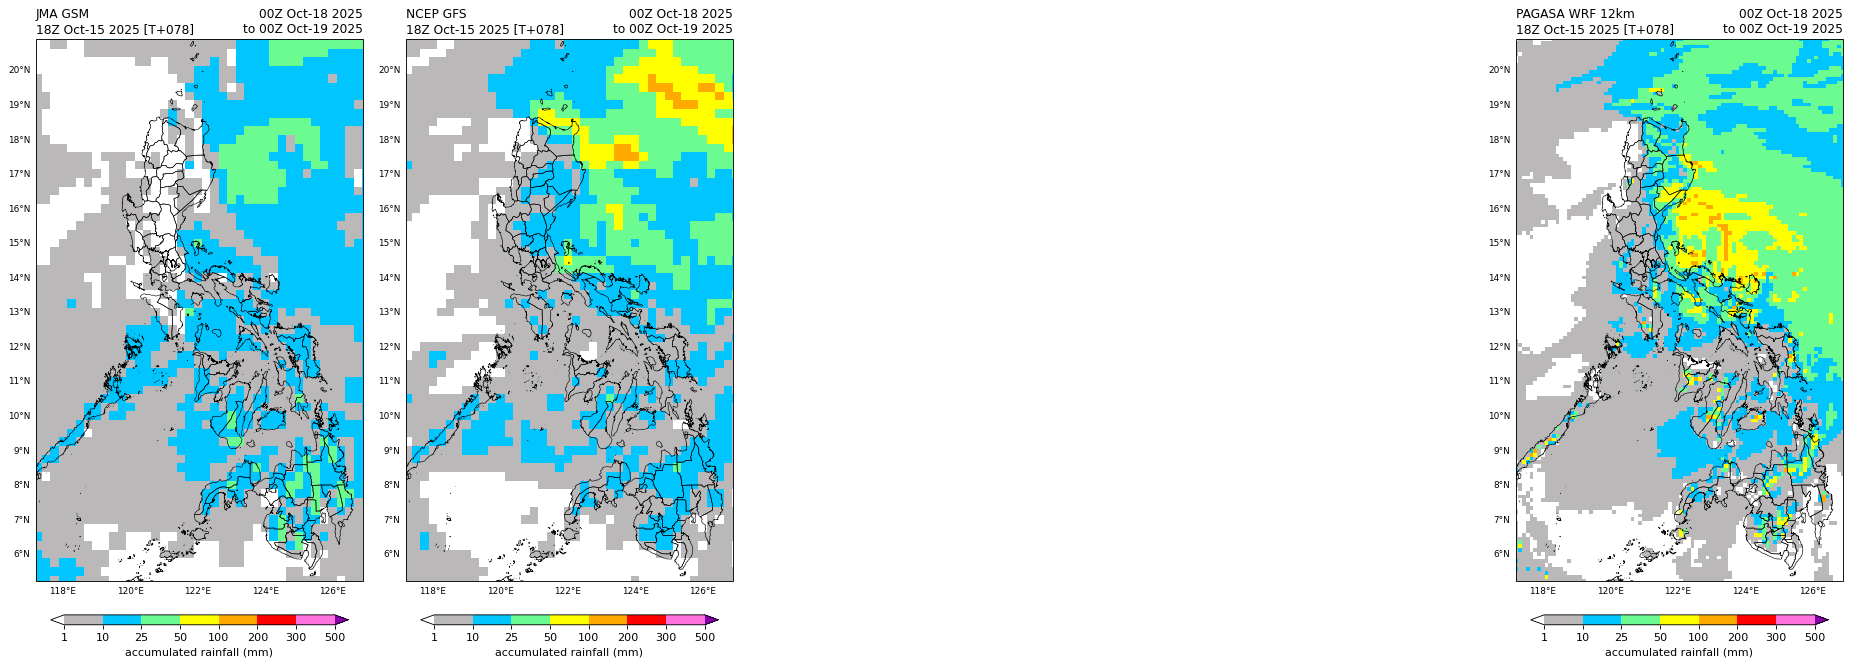 JMA GSM 00Z Oct-18 2025
18Z Oct-15 2025 [T+078] to 00Z Oct-19 2025
20°N
19°N
18°N
17°N
16°N
15°N
14°N
13°N
12°N
11°N
10°N
9°N
8°N
7°N
6°N
118°E 120°E 122°E 124°E 126°E
1 10 25 50 100 200 300 500
accumulated rainfall (mm)
NCEP GFS 00Z Oct-18 2025
18Z Oct-15 2025 [T+078] to 00Z Oct-19 2025
20°N
19°N
18°N
17°N
16°N
15°N
14°N
13°N
12°N
11°N
10°N
9°N
8°N
7°N
6°N
118°E 120°E 122°E 124°E 126°E
1 10 25 50 100 200 300 500
accumulated rainfall (mm)
PAGASA WRF 12km 00Z Oct-18 2025
18Z Oct-15 2025 [T+078] to 00Z Oct-19 2025
20°N
19°N
18°N
17°N
16°N
15°N
14°N
13°N
12°N
11°N
10°N
9°N
8°N
7°N
6°N
118°E 120°E 122°E 124°E 126°E
1 10 25 50 100 200 300 500
accumulated rainfall (mm)